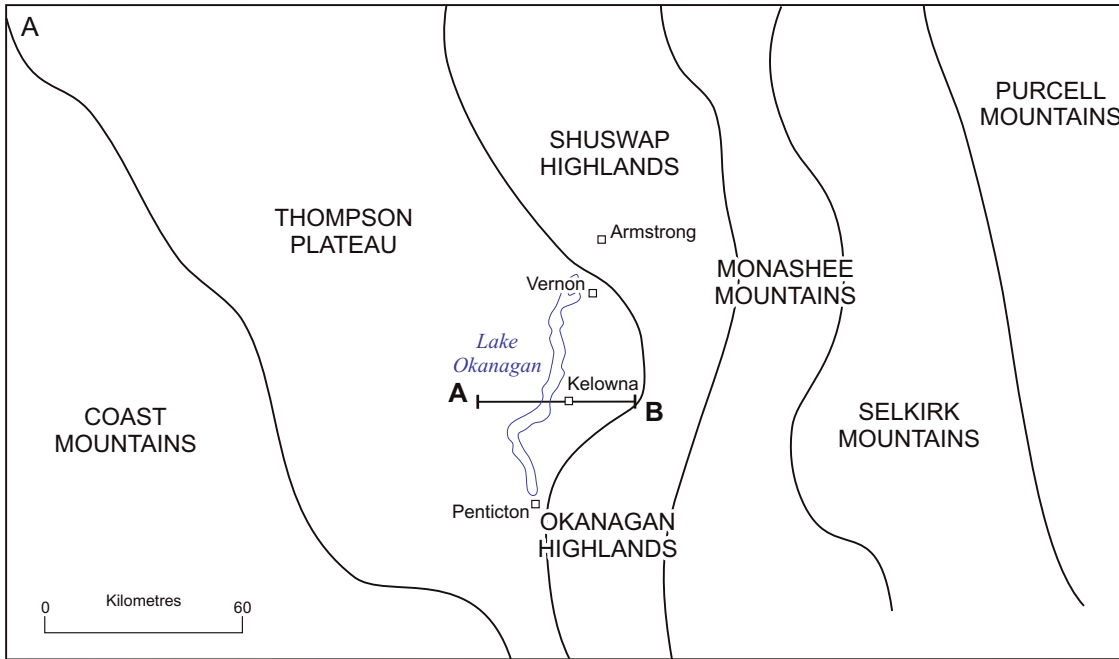 A
PURCELL
MOUNTAINS
SHUSWAP
HIGHLANDS
THOMPSON
PLATEAU
Armstrong
MONASHEE
MOUNTAINS
Vernon
Lake
Okanagan
Kelowna
A
B
COAST
MOUNTAINS
SELKIRK
MOUNTAINS
Penticton
OKANAGAN
HIGHLANDS
Kilometres
0
60